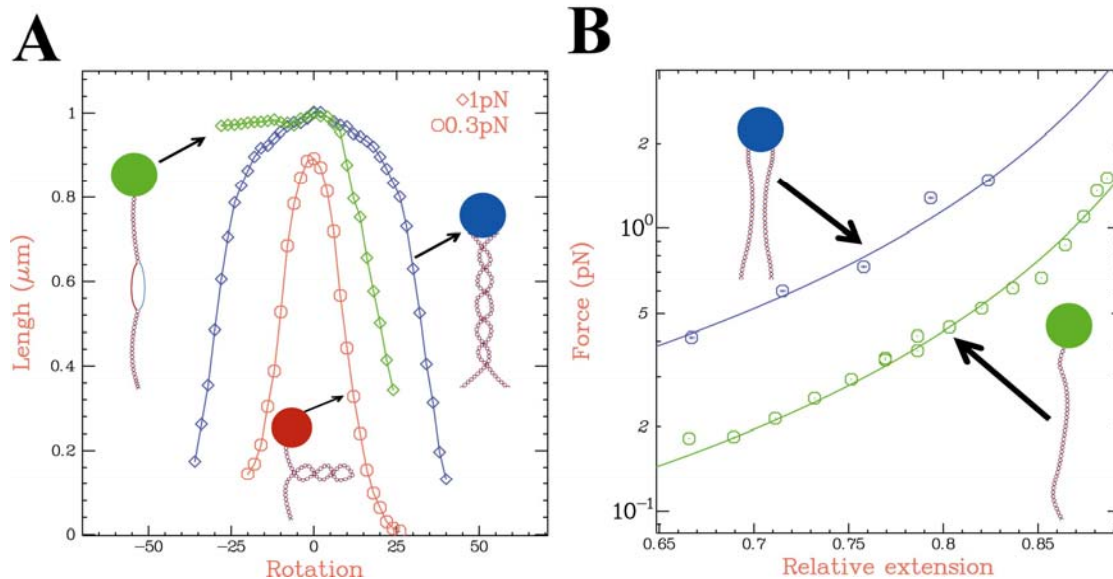 A
B
◇1pN
○0.3pN
Lengh (μm)
1
0.8
0.6
0.4
0.2
0
−50
−25
0
25
50
Rotation
Force (pN)
2
10⁰
5
2
10⁻¹
0.65
0.7
0.75
0.8
0.85
Relative extension